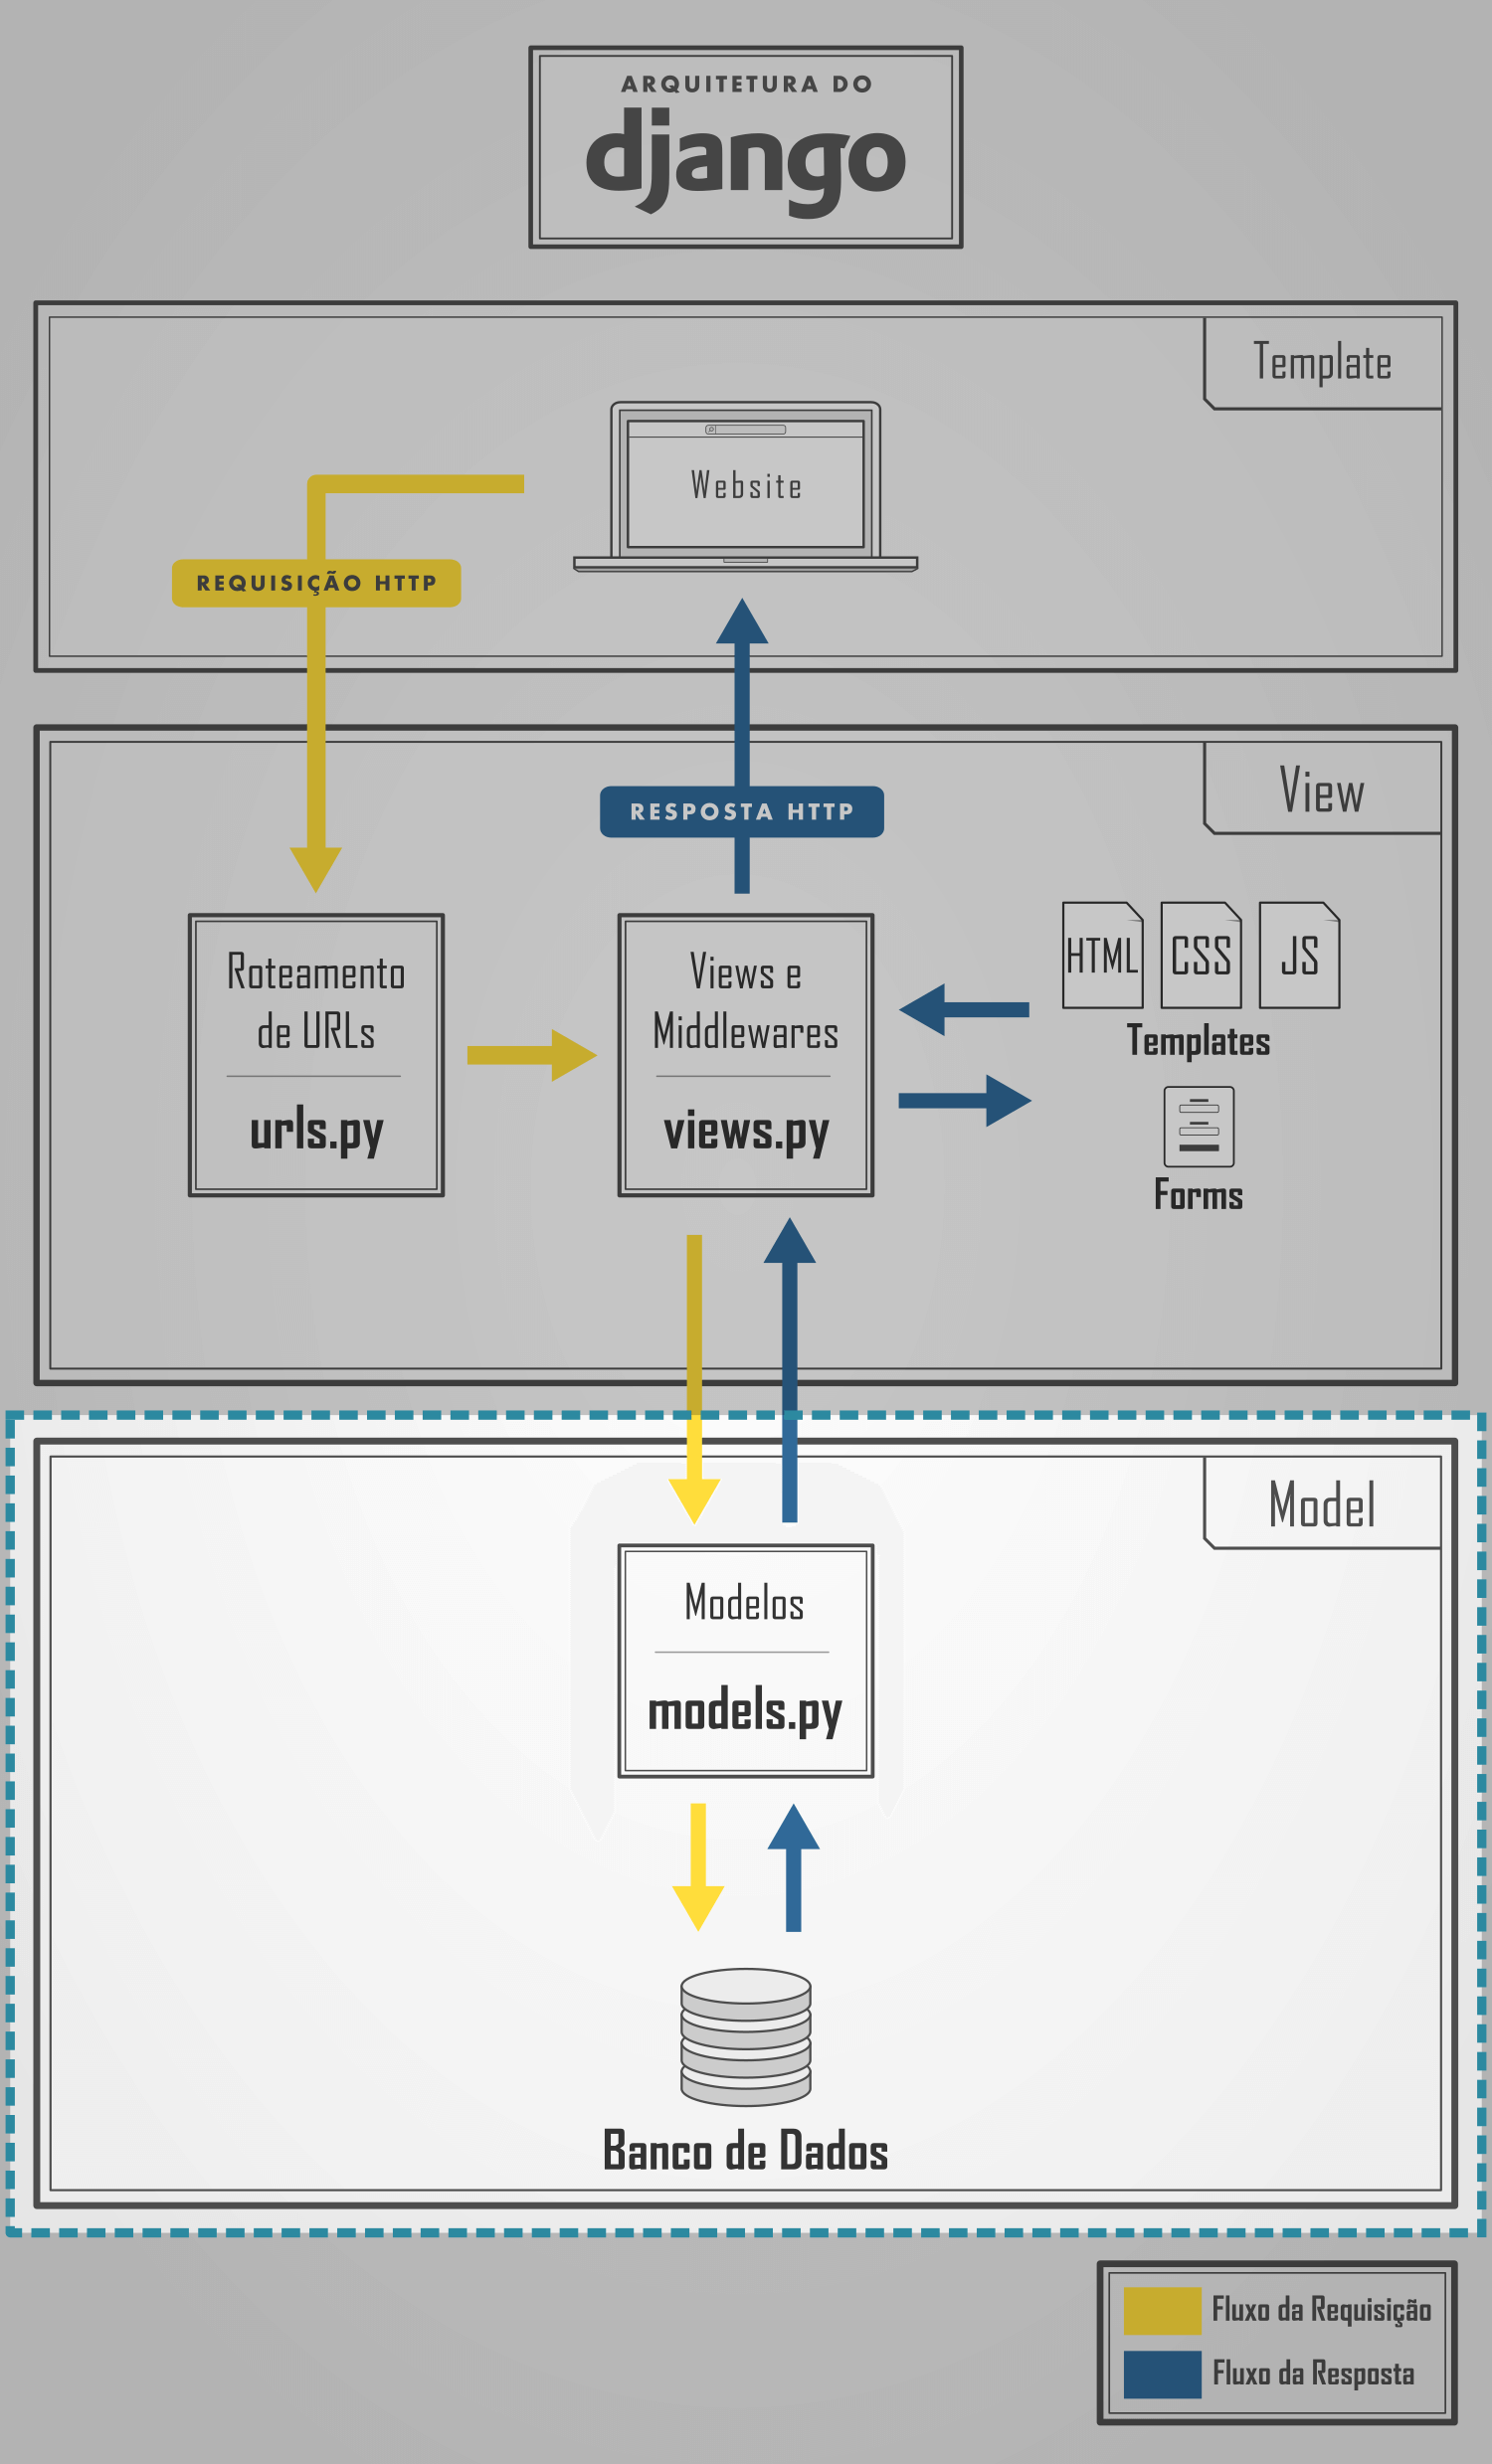 ARQUITETURA DO
django
Template
Website
REQUISIÇÃO HTTP
View
RESPOSTA HTTP
Roteamento
de URLs
urls.py
Views e
Middlewares
views.py
HTML CSS JS
Templates
Forms
Model
Modelos
models.py
Banco de Dados
Fluxo da Requisição
Fluxo da Resposta